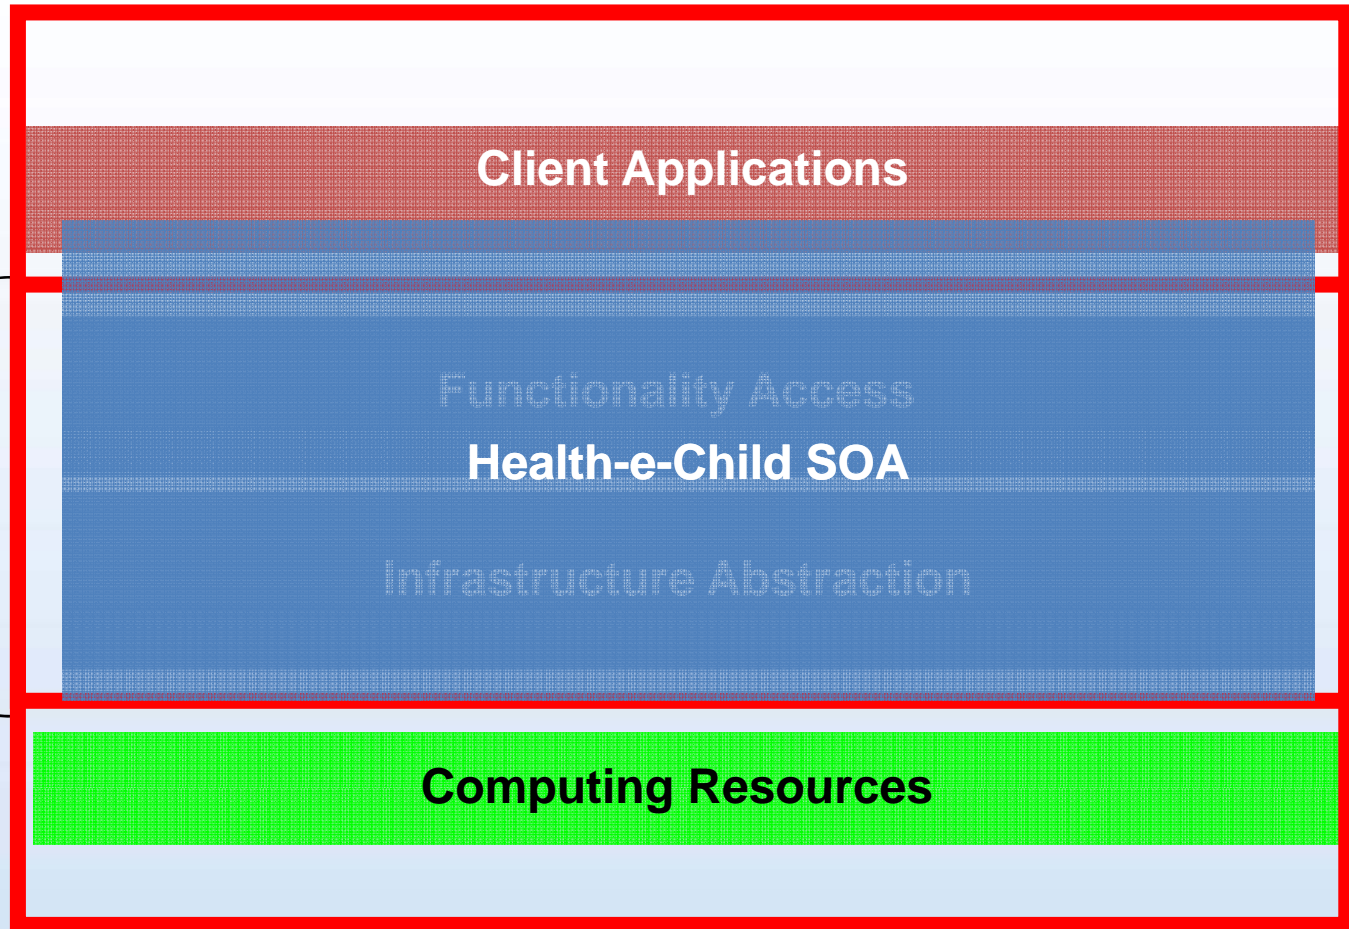 Client Applications
Functionality Access
Health-e-Child SOA
Infrastructure Abstraction
Computing Resources